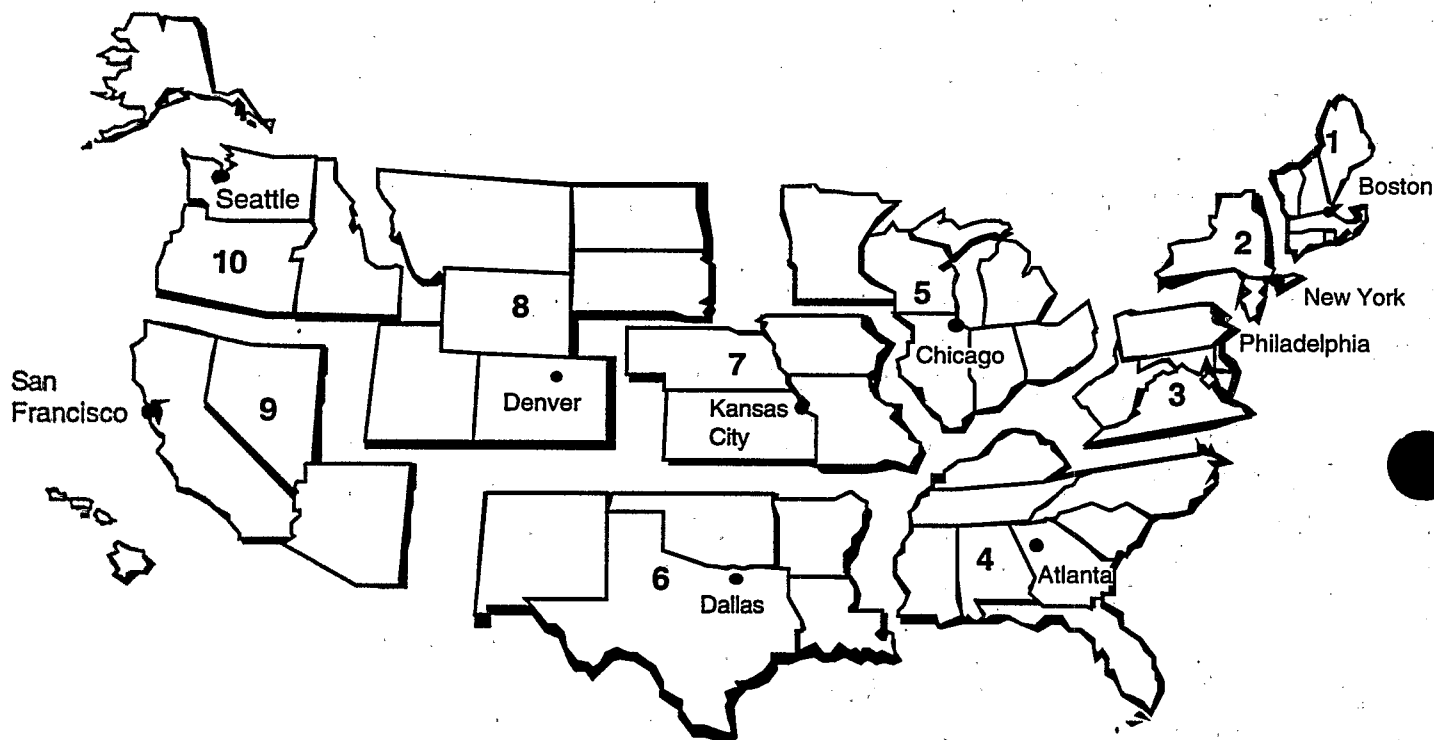 1
Boston
Seattle
2
10
5
New York
8
Philadelphia
Chicago
7
San
Francisco
9
Denver
Kansas
City
3
4
6
Atlanta
Dallas